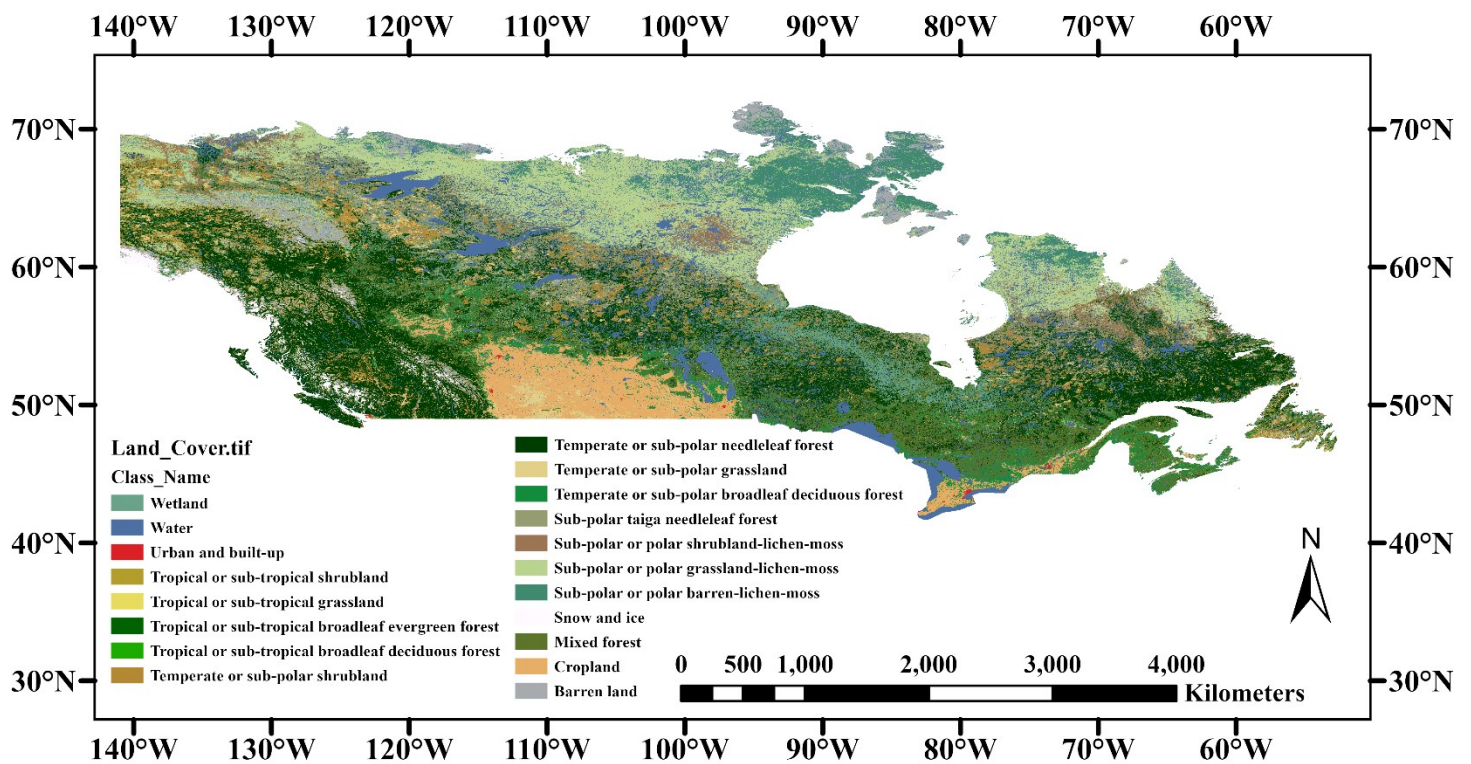 140°W 130°W 120°W 110°W 100°W 90°W 80°W 70°W 60°W
70°N 70°N
60°N 60°N
50°N 50°N
40°N 40°N
30°N 30°N
Land_Cover.tif
Class_Name
Wetland
Water
Urban and built-up
Tropical or sub-tropical shrubland
Tropical or sub-tropical grassland
Tropical or sub-tropical broadleaf evergreen forest
Tropical or sub-tropical broadleaf deciduous forest
Temperate or sub-polar shrubland
Temperate or sub-polar needleleaf forest
Temperate or sub-polar grassland
Temperate or sub-polar broadleaf deciduous forest
Sub-polar taiga needleleaf forest
Sub-polar or polar shrubland-lichen-moss
Sub-polar or polar grassland-lichen-moss
Sub-polar or polar barren-lichen-moss
Snow and ice
Mixed forest
Cropland
Barren land
N
0 500 1,000 2,000 3,000 4,000
Kilometers
140°W 130°W 120°W 110°W 100°W 90°W 80°W 70°W 60°W